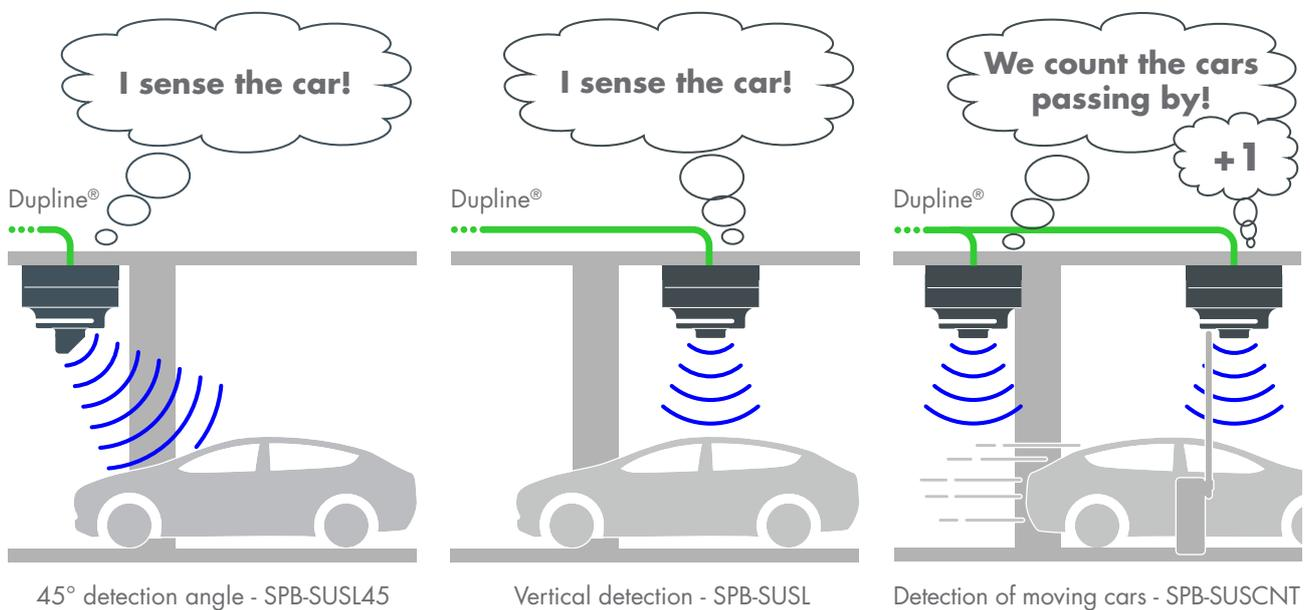 I sense the car!
I sense the car!
We count the cars
passing by!
+1
Dupline®
Dupline®
Dupline®
45° detection angle - SPB-SUSL45
Vertical detection - SPB-SUSL
Detection of moving cars - SPB-SUSCNT